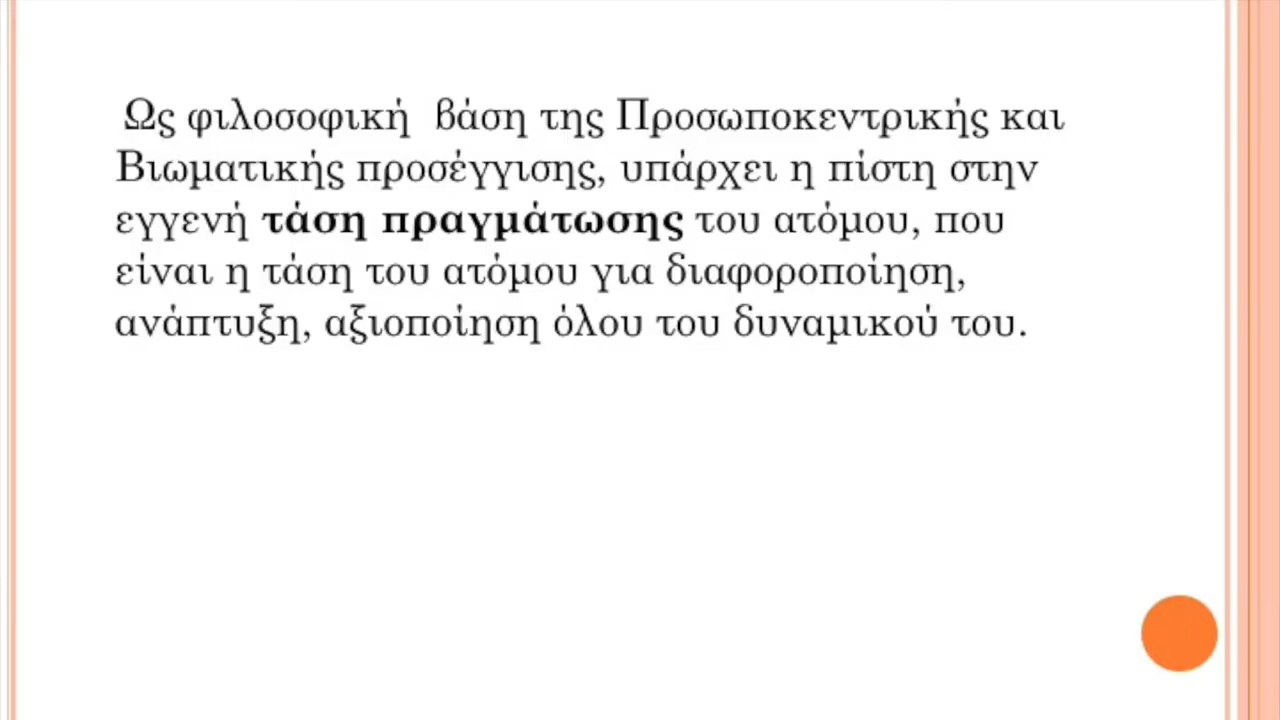 Ως φιλοσοφική βάση της Προσωποκεντρικής και
Βιωματικής προσέγγισης, υπάρχει η πίστη στην
εγγενή τάση πραγμάτωσης του ατόμου, που
είναι η τάση του ατόμου για διαφοροποίηση,
ανάπτυξη, αξιοποίηση όλου του δυναμικού του.